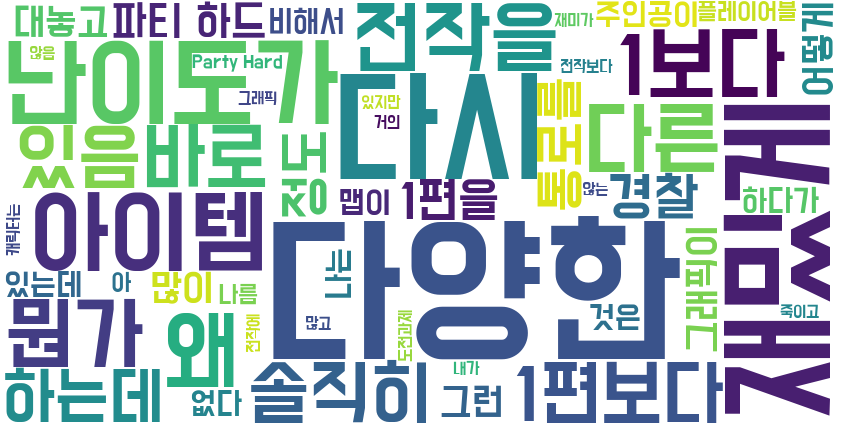 대놓고
파티 하드
비해서
전작을
재미가
주인공이
플레이어블
어떻게
않음
난이도가
Party Hard
그래픽
전작보다
1보다
있지만
거의
다시
통로를
다른
있음
바로
정도
맵이
1편을
않는
경찰
하다가
캐릭터는
아이템
다양한
그래픽이
있는데
아
많이
나름
뭔가
왜
전작에
많고
도전과제
것은
죽이고
하는데
없다
솔직히
내가
그런
1편보다